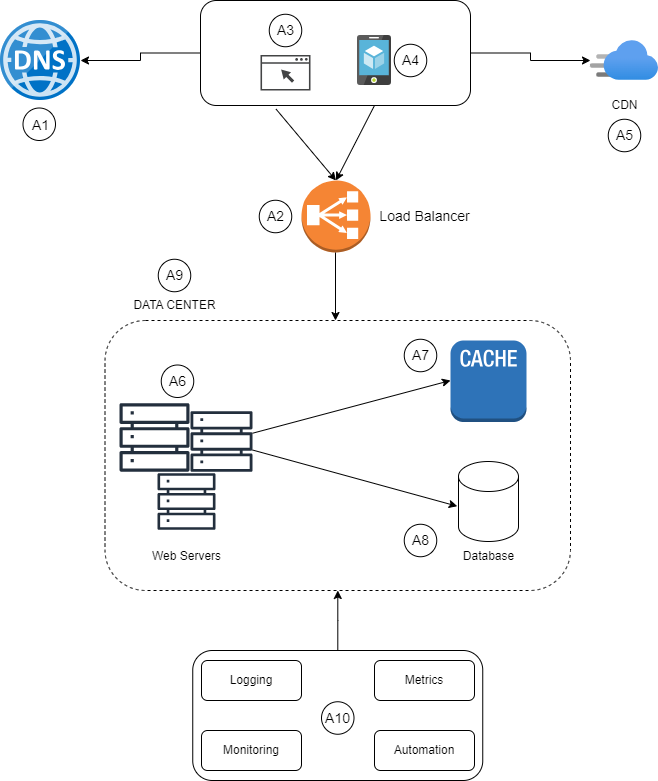 A3
DNS
A4
A1
CDN
A5
A2
Load Balancer
A9
DATA CENTER
A7
CACHE
A6
A8
Web Servers
Database
Logging
Metrics
A10
Monitoring
Automation